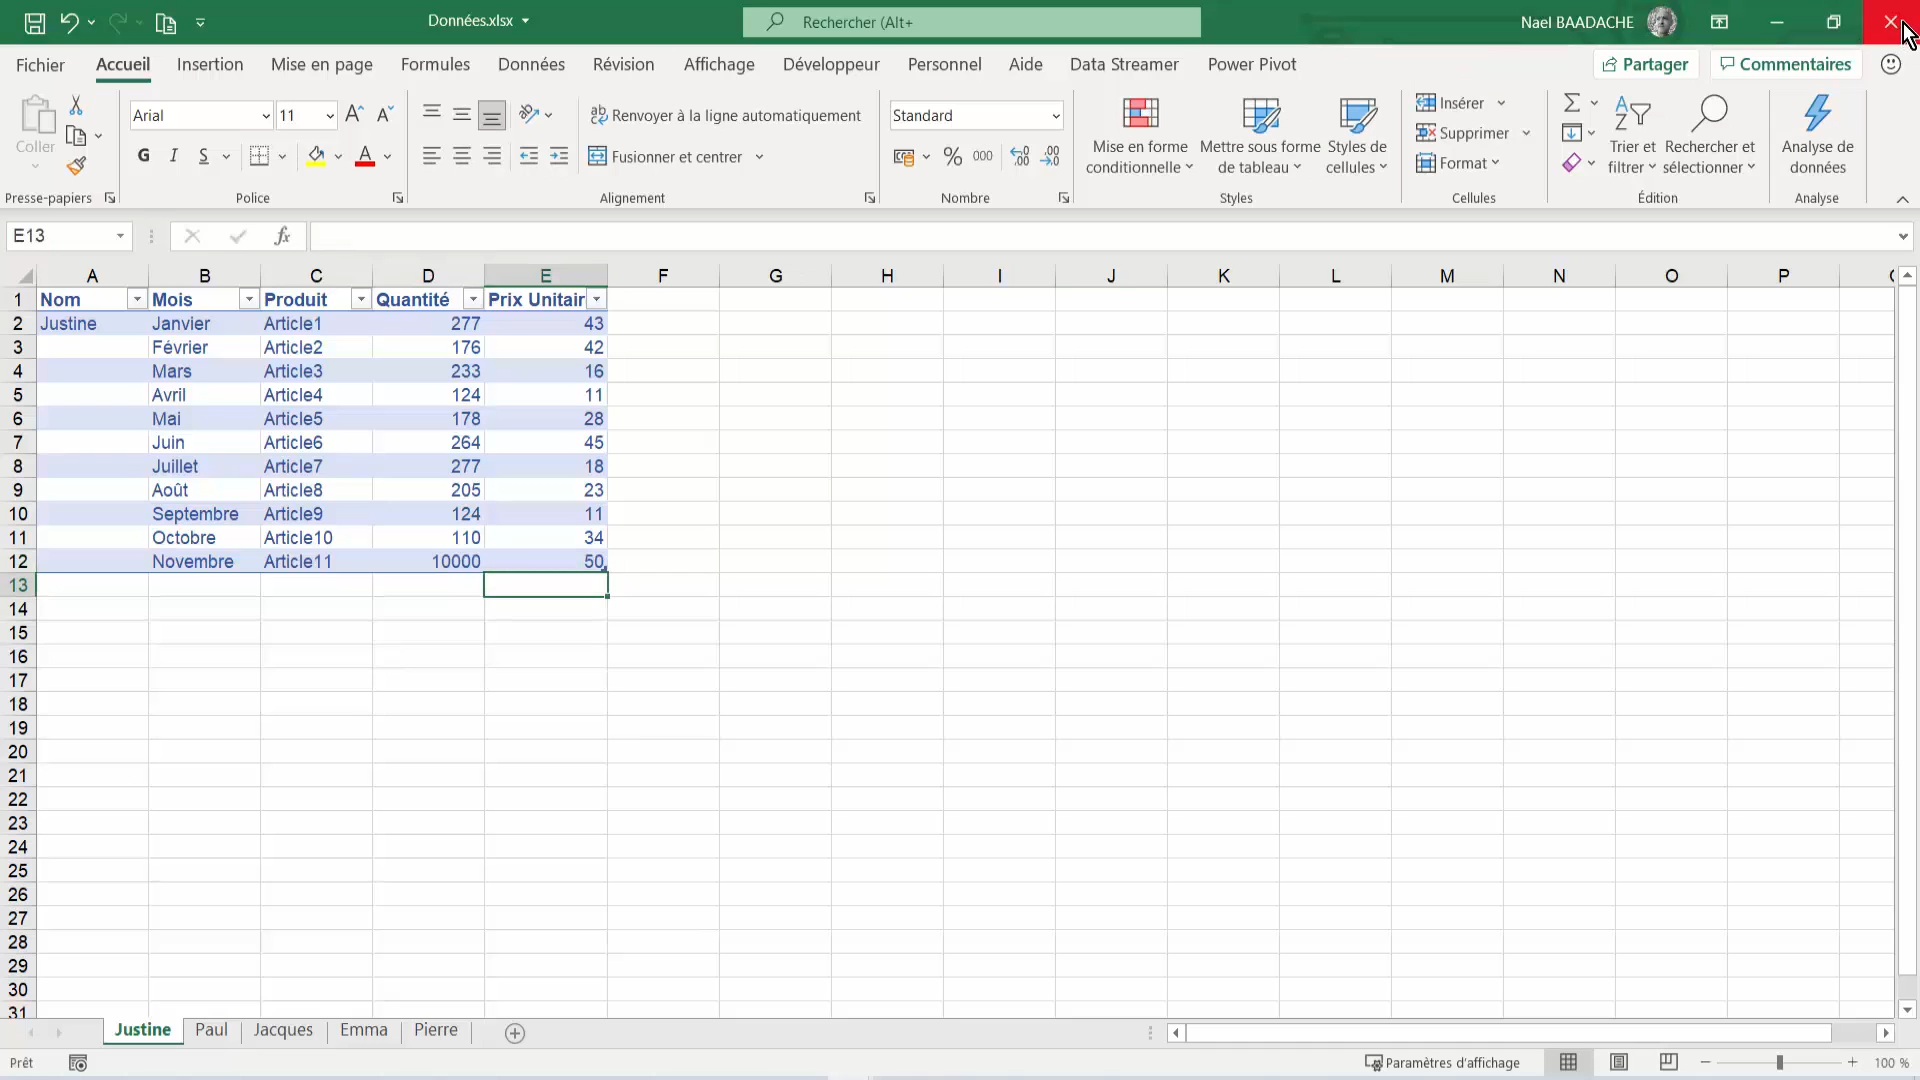 Données.xlsx
Rechercher (Alt+
Nael BAADACHE
Fichier Accueil Insertion Mise en page Formules Données Révision Affichage Développeur Personnel Aide Data Streamer Power Pivot
Partager Commentaires
Coller
Presse-papiers
Arial 11
G I S
Police
Renvoyer à la ligne automatiquement
Fusionner et centrer
Alignement
Standard
% 000
Nombre
Mise en forme conditionnelle
Mettre sous forme de tableau
Styles de cellules
Styles
Insérer
Supprimer
Format
Cellules
Trier et filtrer
Rechercher et sélectionner
Édition
Analyse de données
Analyse
E13 fx
A B C D E F G H I J K L M N O P
1 Nom Mois Produit Quantité Prix Unitair
2 Justine Janvier Article1 277 43
3 Février Article2 176 42
4 Mars Article3 233 16
5 Avril Article4 124 11
6 Mai Article5 178 28
7 Juin Article6 264 45
8 Juillet Article7 277 18
9 Août Article8 205 23
10 Septembre Article9 124 11
11 Octobre Article10 110 34
12 Novembre Article11 10000 50
13
14
15
16
17
18
19
20
21
22
23
24
25
26
27
28
29
30
31
Justine Paul Jacques Emma Pierre
Prêt Paramètres d'affichage 100 %